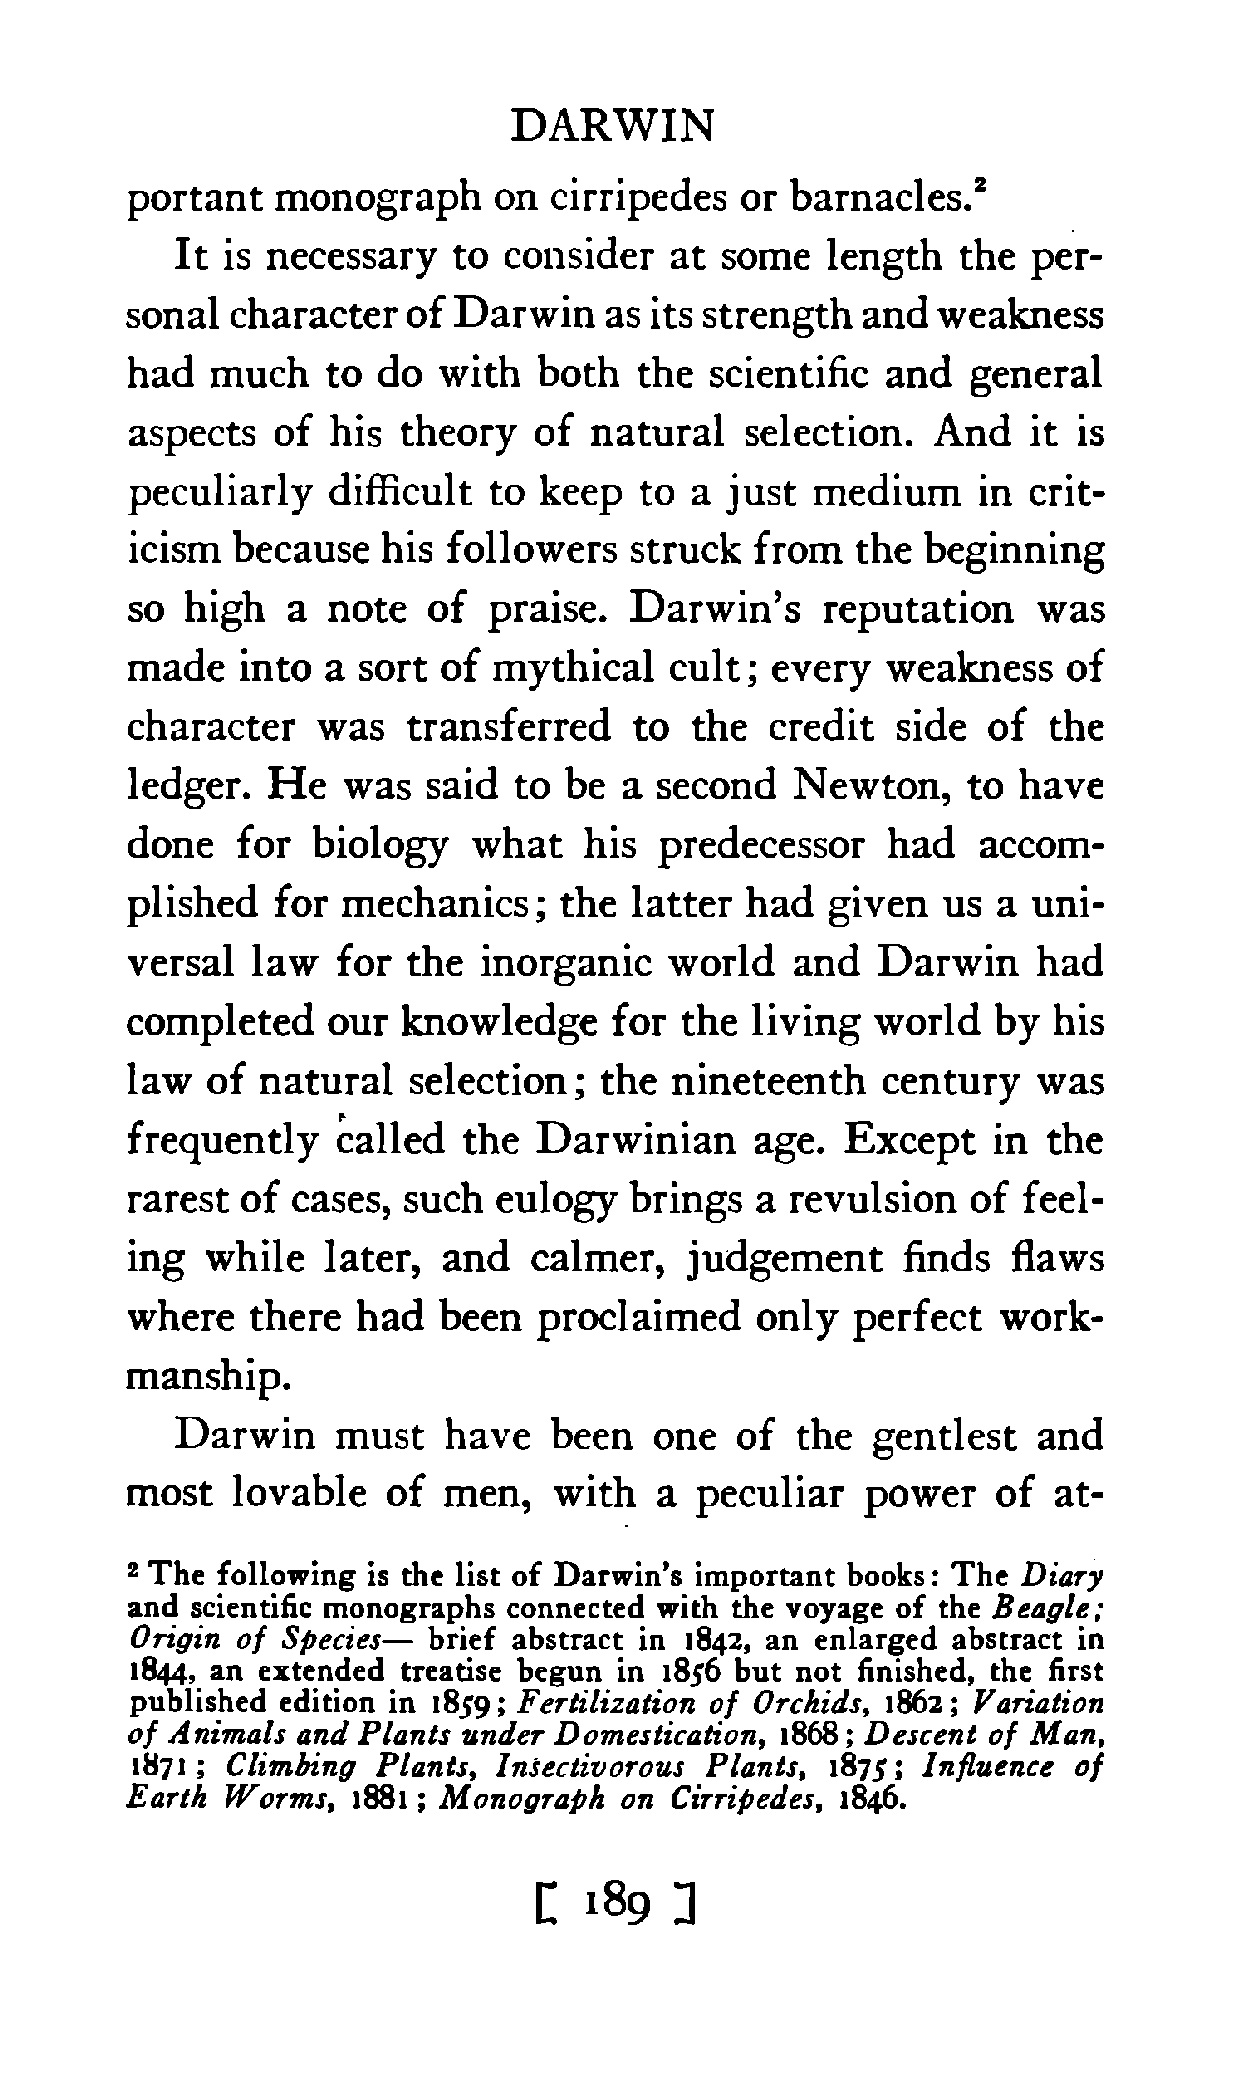 DARWIN
portant monograph on cirripedes or barnacles.²
It is necessary to consider at some length the per-
sonal character of Darwin as its strength and weakness
had much to do with both the scientific and general
aspects of his theory of natural selection. And it is
peculiarly difficult to keep to a just medium in crit-
icism because his followers struck from the beginning
so high a note of praise. Darwin's reputation was
made into a sort of mythical cult; every weakness of
character was transferred to the credit side of the
ledger. He was said to be a second Newton, to have
done for biology what his predecessor had accom-
plished for mechanics; the latter had given us a uni-
versal law for the inorganic world and Darwin had
completed our knowledge for the living world by his
law of natural selection; the nineteenth century was
frequently called the Darwinian age. Except in the
rarest of cases, such eulogy brings a revulsion of feel-
ing while later, and calmer, judgement finds flaws
where there had been proclaimed only perfect work-
manship.
Darwin must have been one of the gentlest and
most lovable of men, with a peculiar power of at-
² The following is the list of Darwin's important books: The Diary
and scientific monographs connected with the voyage of the Beagle;
Origin of Species— brief abstract in 1842, an enlarged abstract in
1844, an extended treatise begun in 1856 but not finished, the first
published edition in 1859; Fertilization of Orchids, 1862; Variation
of Animals and Plants under Domestication, 1868; Descent of Man,
1871; Climbing Plants, Insectivorous Plants, 1875; Influence of
Earth Worms, 1881; Monograph on Cirripedes, 1846.
[ 189 ]